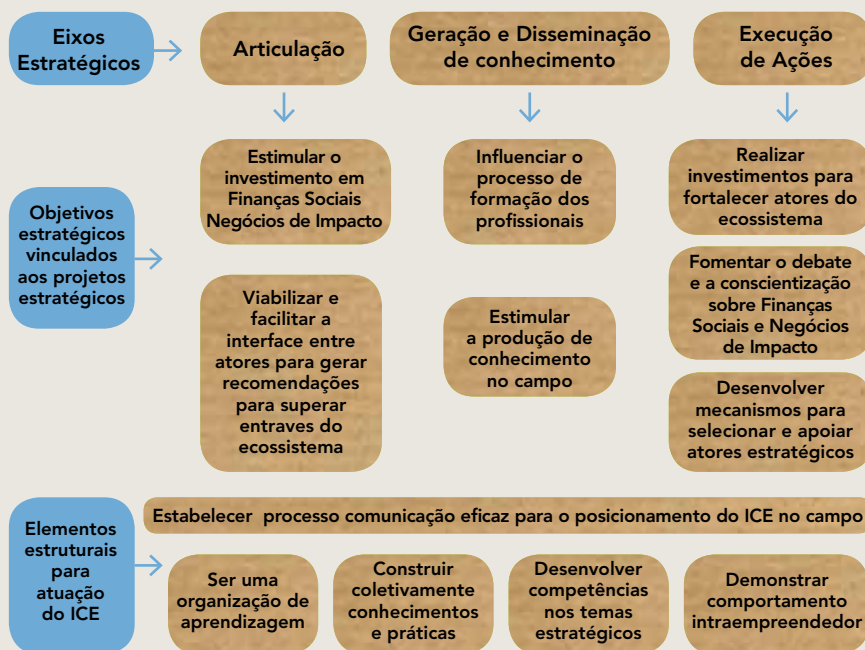 Eixos
Estratégicos
Articulação
Geração e Disseminação
de conhecimento
Execução
de Ações
Objetivos
estratégicos
vinculados
aos projetos
estratégicos
Estimular o
investimento em
Finanças Sociais
Negócios de Impacto
Viabilizar e
facilitar a
interface entre
atores para gerar
recomendações
para superar
entraves do
ecossistema
Influenciar o
processo de
formação dos
profissionais
Estimular
a produção de
conhecimento
no campo
Realizar
investimentos para
fortalecer atores do
ecossistema
Fomentar o debate
e a conscientização
sobre Finanças
Sociais e Negócios
de Impacto
Desenvolver
mecanismos para
selecionar e apoiar
atores estratégicos
Elementos
estruturais
para
atuação
do ICE
Estabelecer processo comunicação eficaz para o posicionamento do ICE no campo
Ser uma
organização de
aprendizagem
Construir
coletivamente
conhecimentos
e práticas
Desenvolver
competências
nos temas
estratégicos
Demonstrar
comportamento
intraempreendedor